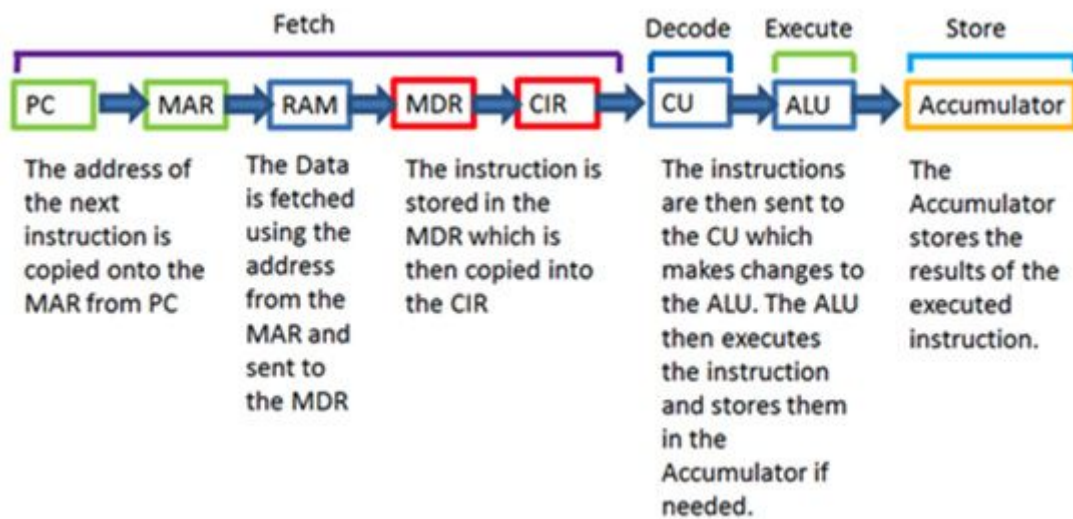 Fetch
Decode
Execute
Store
PC
MAR
RAM
MDR
CIR
CU
ALU
Accumulator
The address of
the next
instruction is
copied onto the
MAR from PC
The Data
is fetched
using the
address
from the
MAR and
sent to
the MDR
The instruction is
stored in the
MDR which is
then copied into
the CIR
The instructions
are then sent to
the CU which
makes changes to
the ALU. The ALU
then executes
the instruction
and stores them
in the
Accumulator if
needed.
The
Accumulator
stores the
results of the
executed
instruction.